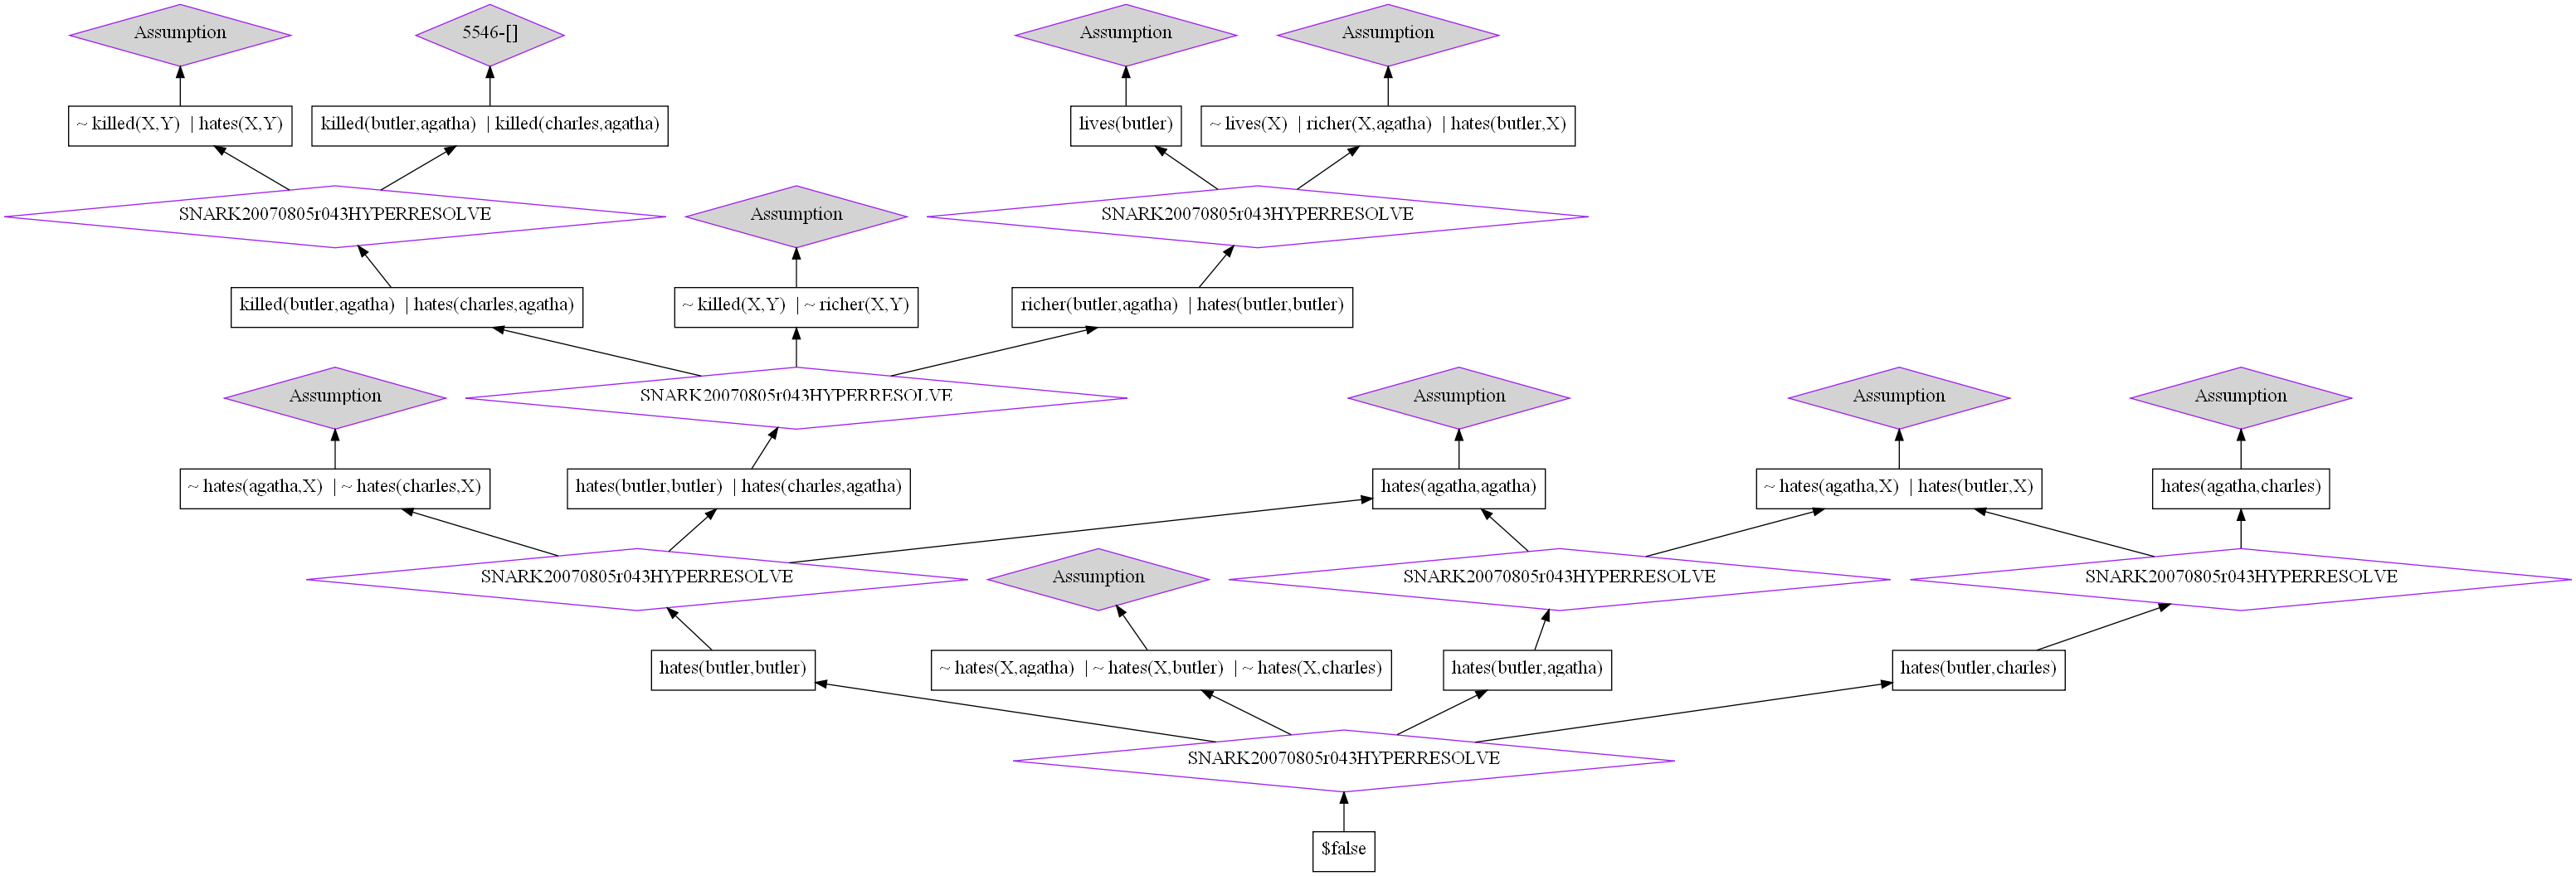 Assumption
5546-[]
Assumption
Assumption
~ killed(X,Y) | hates(X,Y)
killed(butler,agatha) | killed(charles,agatha)
lives(butler)
~ lives(X) | richer(X,agatha) | hates(butler,X)
SNARK20070805r043HYPERRESOLVE
Assumption
SNARK20070805r043HYPERRESOLVE
killed(butler,agatha) | hates(charles,agatha)
~ killed(X,Y) | ~ richer(X,Y)
richer(butler,agatha) | hates(butler,butler)
Assumption
SNARK20070805r043HYPERRESOLVE
Assumption
Assumption
Assumption
~ hates(agatha,X) | ~ hates(charles,X)
hates(butler,butler) | hates(charles,agatha)
hates(agatha,agatha)
~ hates(agatha,X) | hates(butler,X)
hates(agatha,charles)
SNARK20070805r043HYPERRESOLVE
Assumption
SNARK20070805r043HYPERRESOLVE
SNARK20070805r043HYPERRESOLVE
hates(butler,butler)
~ hates(X,agatha) | ~ hates(X,butler) | ~ hates(X,charles)
hates(butler,agatha)
hates(butler,charles)
SNARK20070805r043HYPERRESOLVE
$false